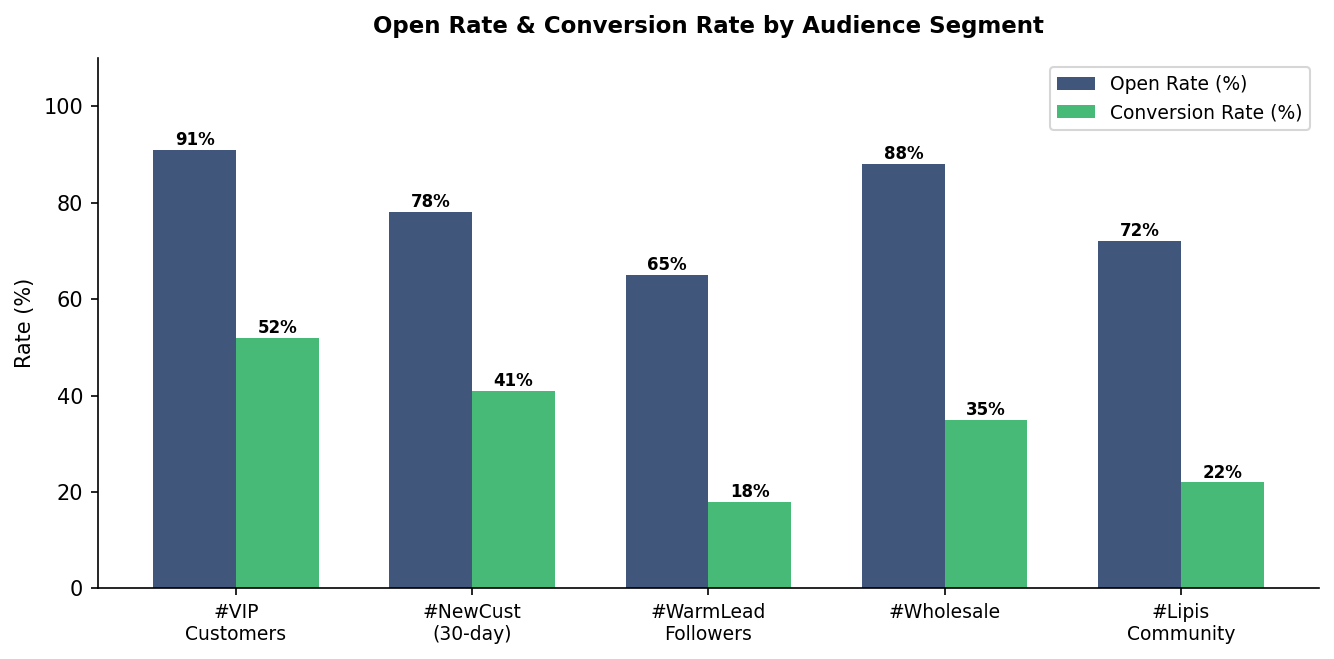 Open Rate & Conversion Rate by Audience Segment
Open Rate (%)
Conversion Rate (%)
Rate (%)
100
80
60
40
20
0
91%
52%
78%
41%
65%
18%
88%
35%
72%
22%
#VIP
Customers
#NewCust
(30-day)
#WarmLead
Followers
#Wholesale
#Lipis
Community